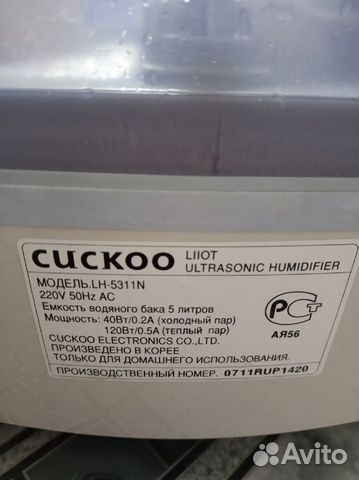 CUCKOO LIIOT
ULTRASONIC HUMIDIFIER
МОДЕЛЬ.LH-5311N
220V 50Hz AC
Емкость водяного бака 5 литров
Мощность: 40Вт/0.2А (холодный пар)
120Вт/0.5А (теплый пар)
CUCKOO ELECTRONICS CO.,LTD.
ПРОИЗВЕДЕНО В КОРЕЕ
ТОЛЬКО ДЛЯ ДОМАШНЕГО ИСПОЛЬЗОВАНИЯ.
ПРОИЗВОДСТВЕННЫЙ НОМЕР. 0711RUP1420
РСТ
АЯ56
Avito